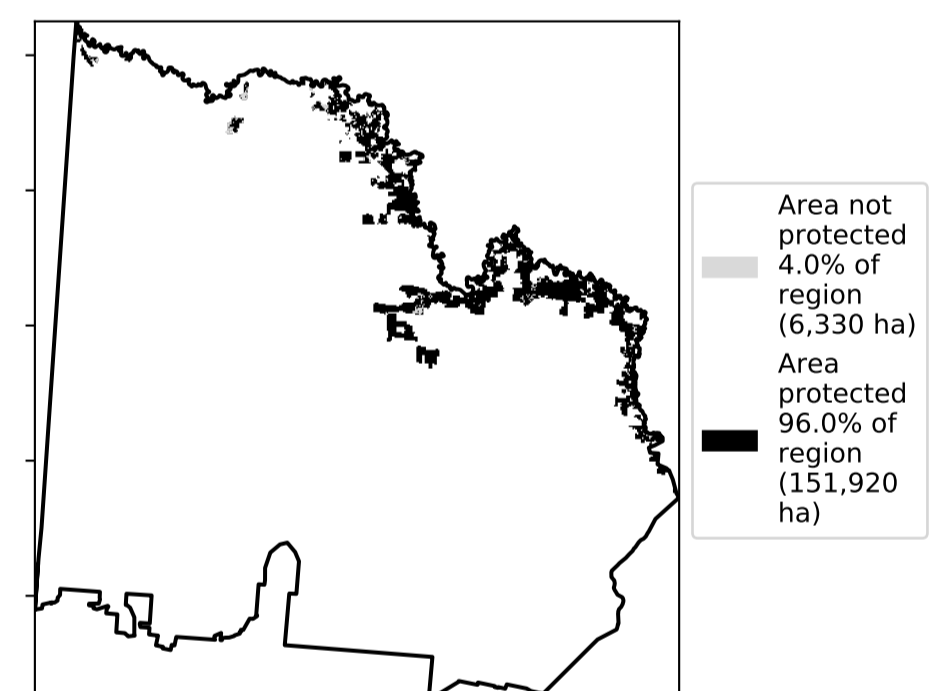 Area not
protected
4.0% of
region
(6,330 ha)
Area
protected
96.0% of
region
(151,920
ha)